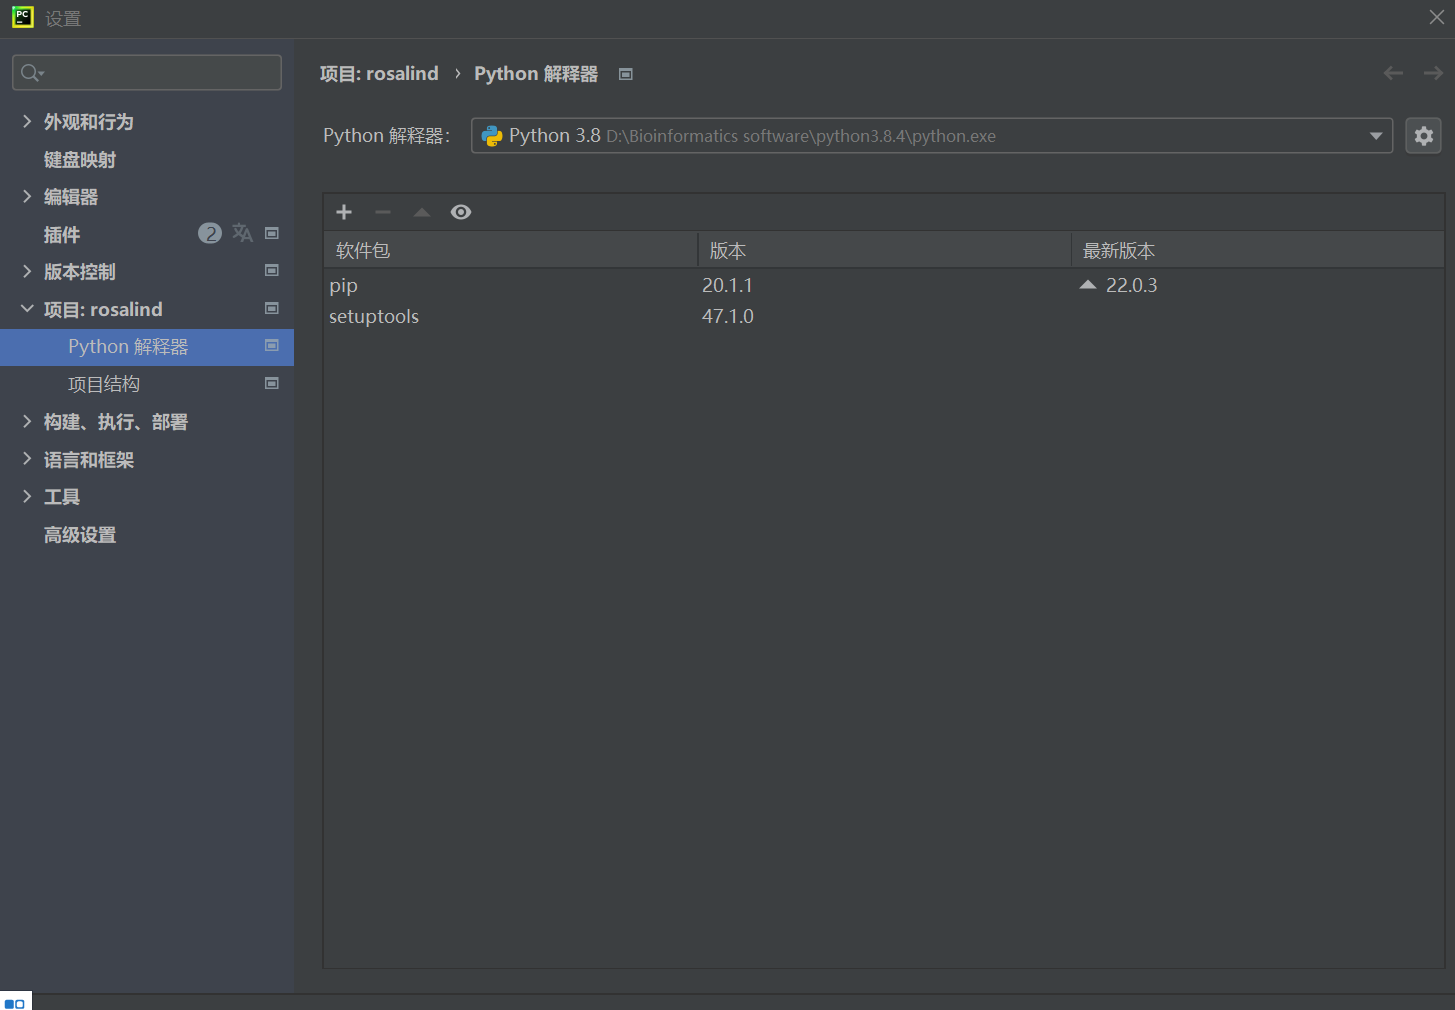 PC 设置
项目: rosalind › Python 解释器
Python 解释器: Python 3.8 D:\Bioinformatics software\python3.8.4\python.exe
外观和行为
键盘映射
编辑器
插件 2
版本控制
项目: rosalind
Python 解释器
项目结构
构建、执行、部署
语言和框架
工具
高级设置
软件包 版本 最新版本
pip 20.1.1 22.0.3
setuptools 47.1.0